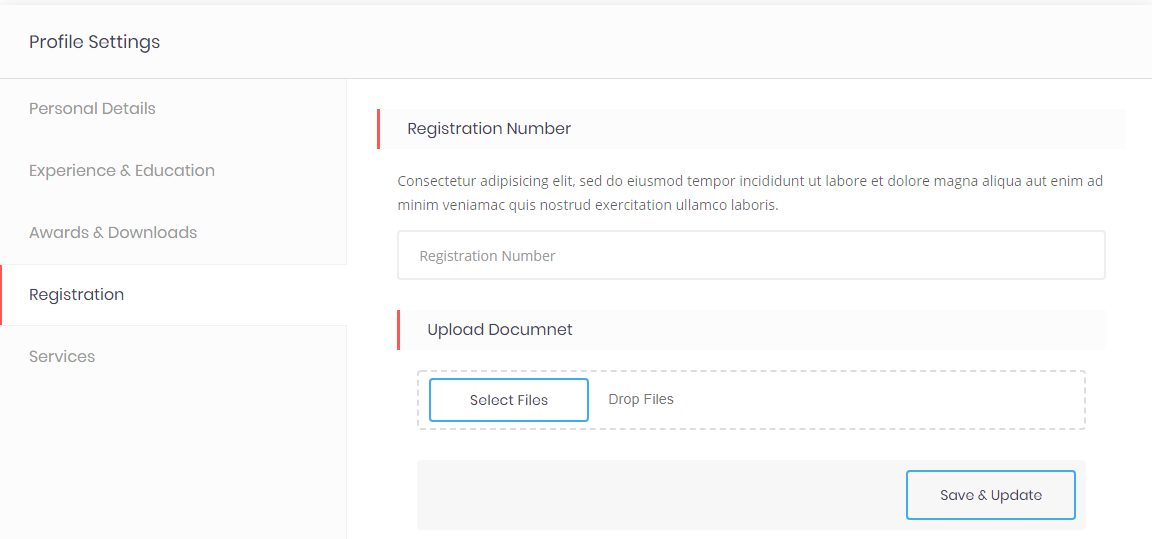 Profile Settings
Personal Details
Experience & Education
Awards & Downloads
Registration
Services
Registration Number
Consectetur adipisicing elit, sed do eiusmod tempor incididunt ut labore et dolore magna aliqua aut enim ad
minim veniamac quis nostrud exercitation ullamco laboris.
Registration Number
Upload Documnet
Select Files
Drop Files
Save & Update